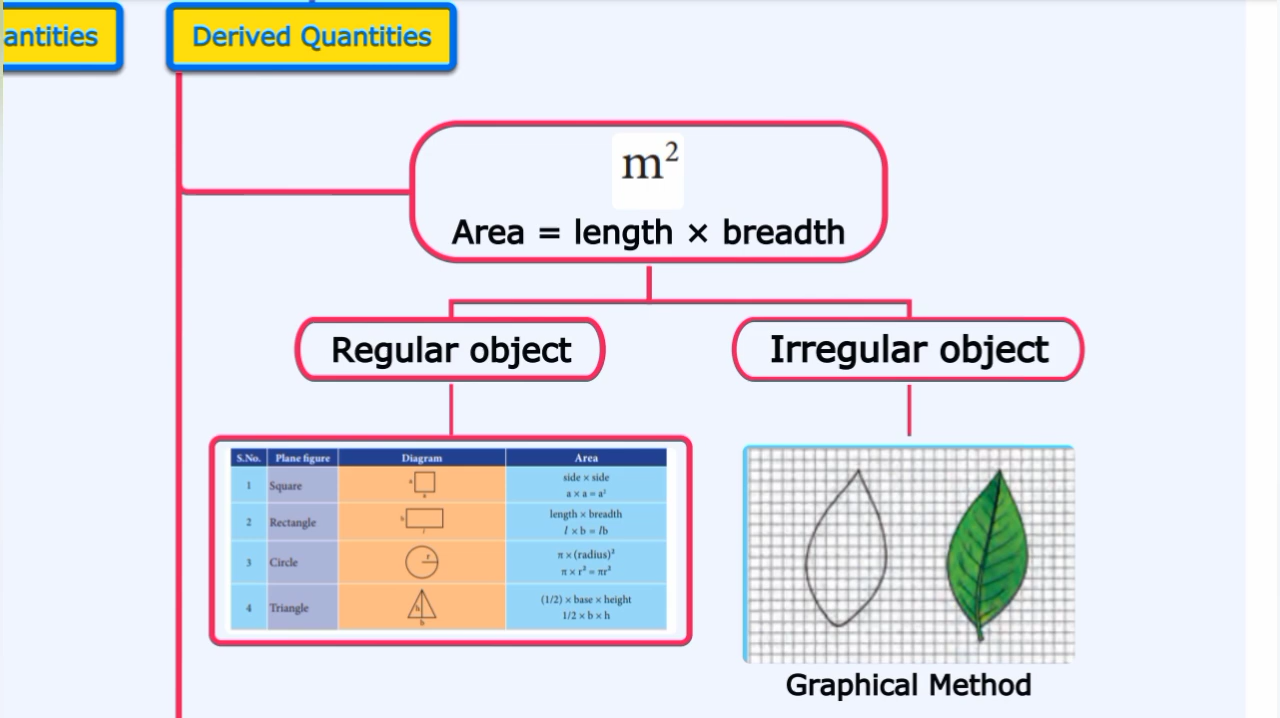 antities
Derived Quantities
m²
Area = length × breadth
Regular object
Irregular object
S.No. Plane figure Diagram Area
1 Square a a side × side
a × a = a²
2 Rectangle b l length × breadth
l × b = lb
3 Circle r π × (radius)²
π × r² = πr²
4 Triangle h b (1/2) × base × height
1/2 × b × h
Graphical Method